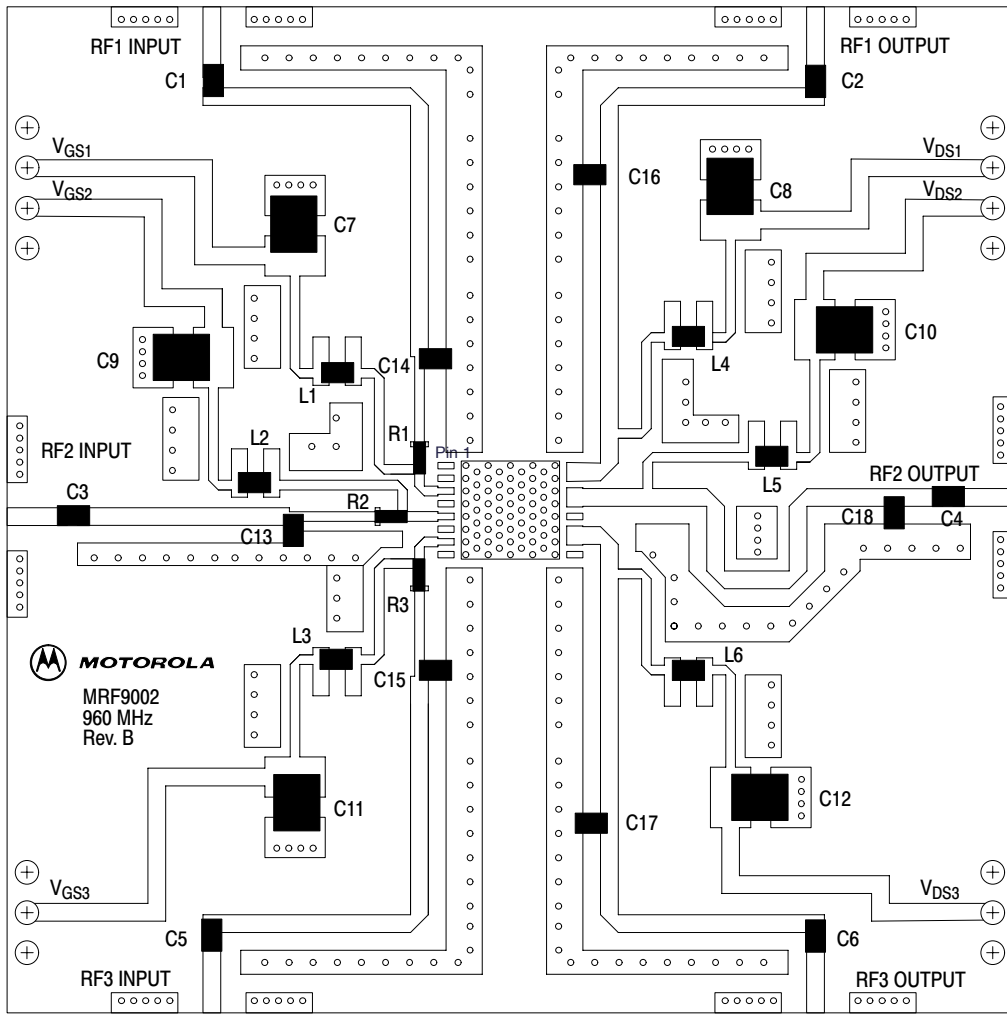 RF1 INPUT
RF1 OUTPUT
C1
C2
VGS1
VDS1
C16
C8
VGS2
VDS2
C7
C10
C9
L4
C14
L1
R1
Pin 1
RF2 INPUT
L2
L5
RF2 OUTPUT
C3
R2
C18
C4
C13
R3
L3
L6
MOTOROLA
C15
MRF9002
960 MHz
Rev. B
C11
C12
C17
VGS3
VDS3
C5
C6
RF3 INPUT
RF3 OUTPUT